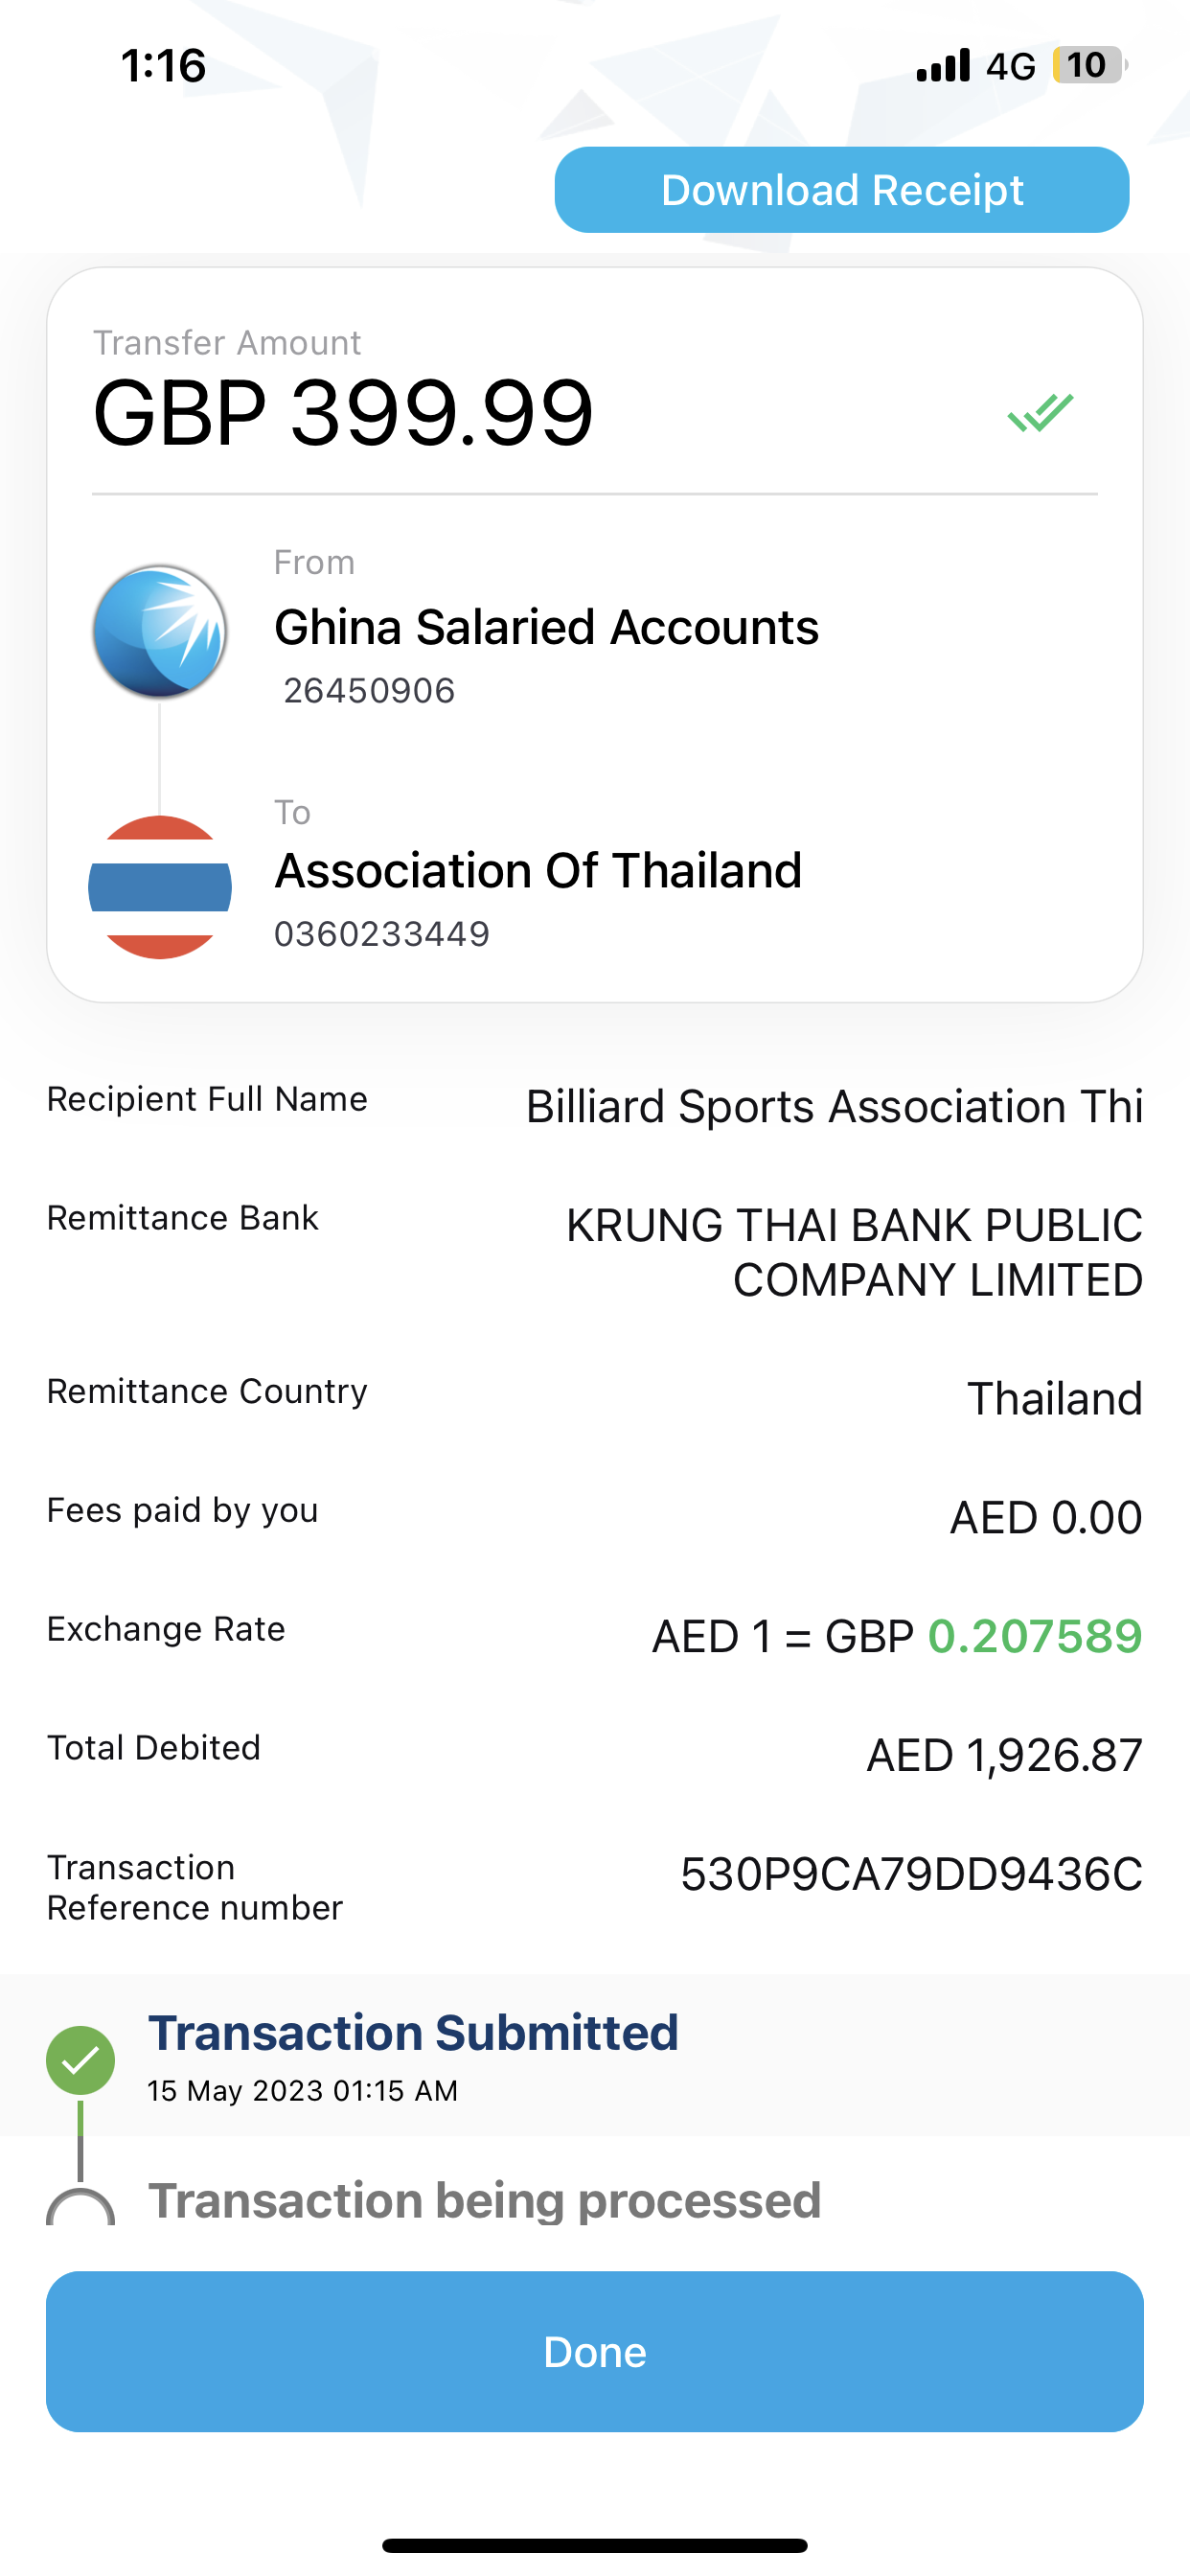 1:16
4G 10
Download Receipt
Transfer Amount
GBP 399.99
From
Ghina Salaried Accounts
26450906
To
Association Of Thailand
0360233449
Recipient Full Name Billiard Sports Association Thi
Remittance Bank KRUNG THAI BANK PUBLIC
COMPANY LIMITED
Remittance Country Thailand
Fees paid by you AED 0.00
Exchange Rate AED 1 = GBP 0.207589
Total Debited AED 1,926.87
Transaction 530P9CA79DD9436C
Reference number
Transaction Submitted
15 May 2023 01:15 AM
Transaction being processed
Done